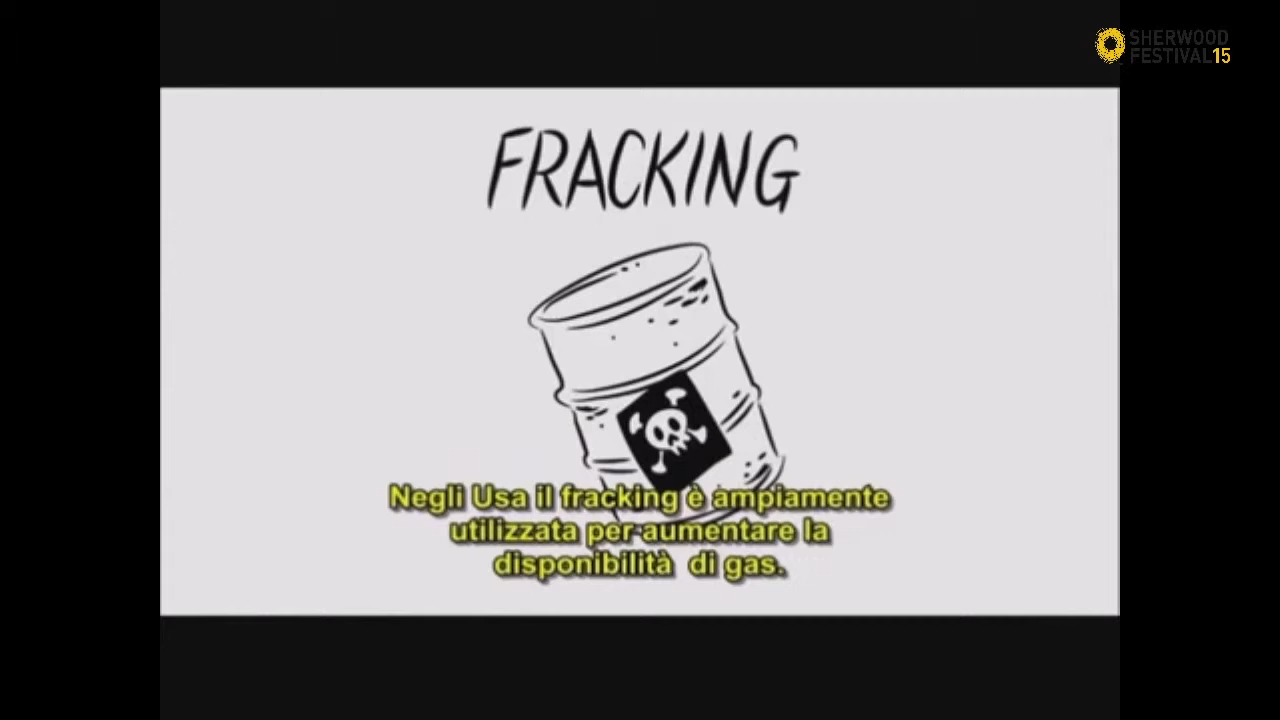 SHERWOOD
FESTIVAL15
FRACKING
Negli Usa il fracking è ampiamente
utilizzata per aumentare la
disponibilità di gas.